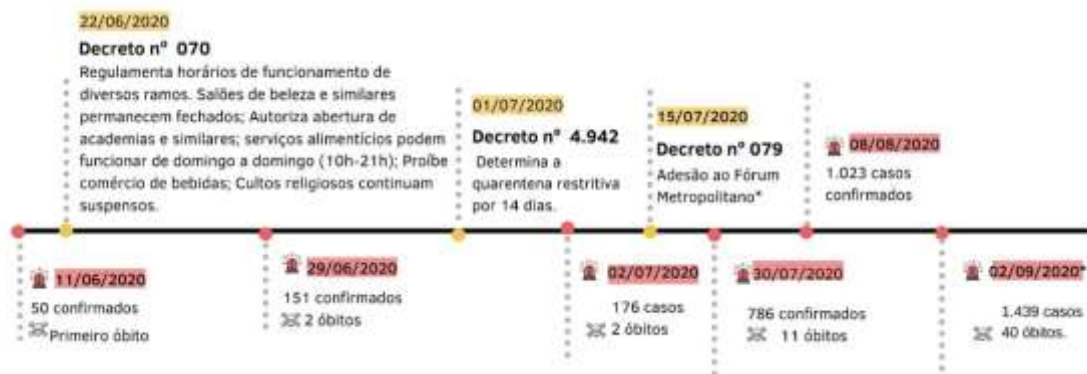 22/06/2020
Decreto nº 070
Regulamenta horários de funcionamento de
diversos ramos. Salões de beleza e similares
permanecem fechados; Autoriza abertura de
academias e similares; serviços alimentícios podem
funcionar de domingo a domingo (10h-21h); Proíbe
comércio de bebidas; Cultos religiosos continuam
suspensos.
01/07/2020
Decreto nº 4.942
Determina a
quarentena restritiva
por 14 dias.
15/07/2020
Decreto nº 079
Adesão ao Fórum
Metropolitano*
08/08/2020
1.023 casos
confirmados
11/06/2020
50 confirmados
Primeiro óbito
29/06/2020
151 confirmados
2 óbitos
02/07/2020
176 casos
2 óbitos
30/07/2020
786 confirmados
11 óbitos
02/09/2020*
1.439 casos
40 óbitos.